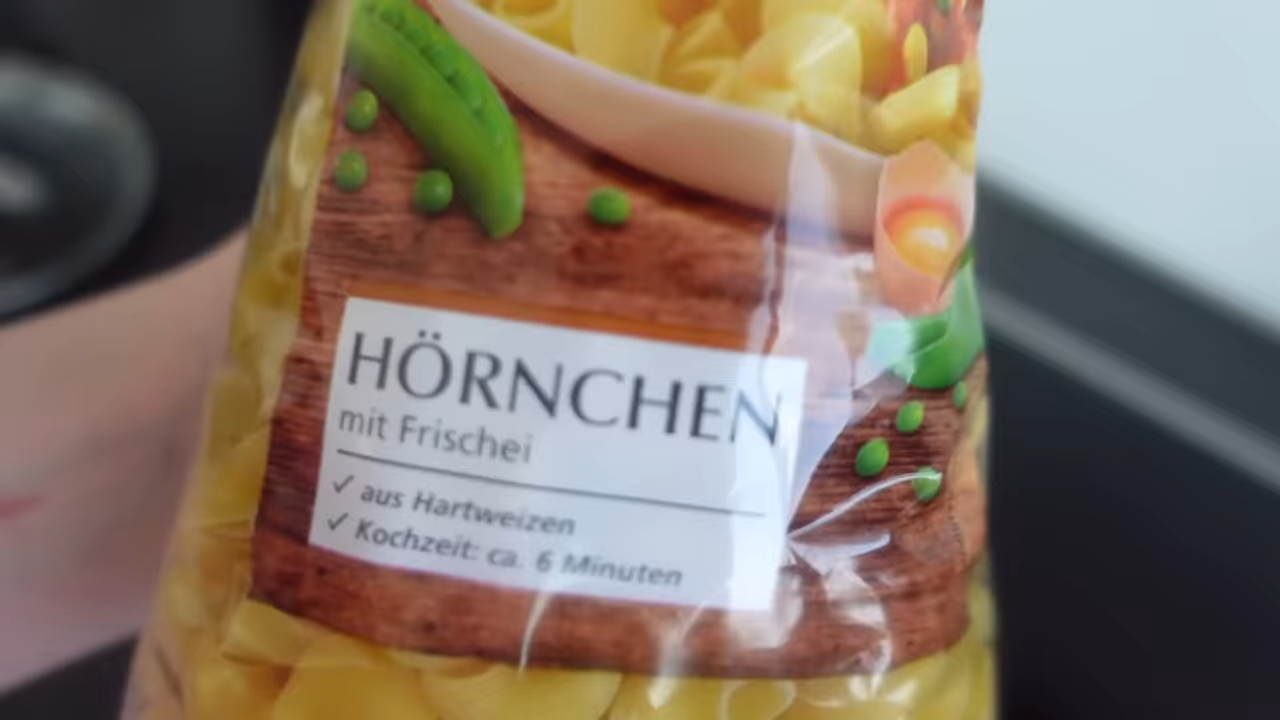 HÖRNCHEN
mit Frischei
✓ aus Hartweizen
✓ Kochzeit: ca. 6 Minuten